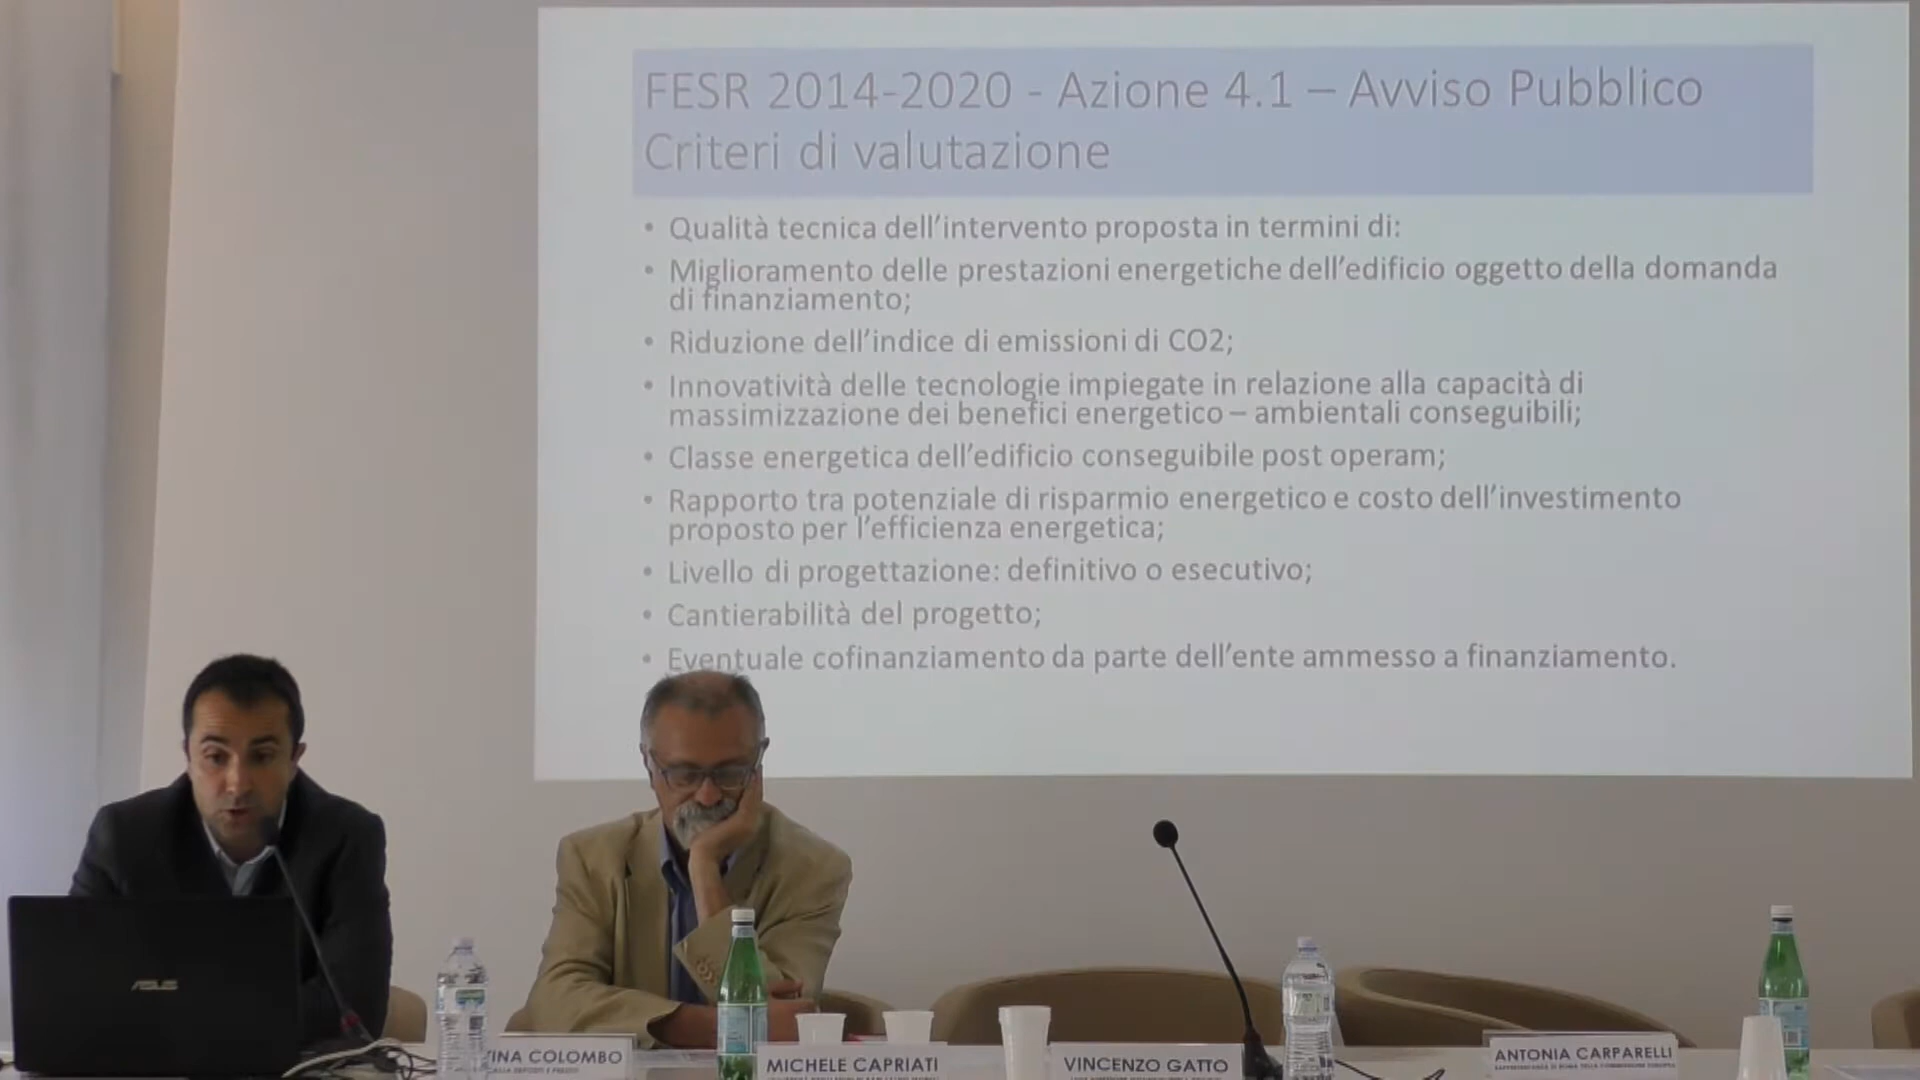 FESR 2014-2020 - Azione 4.1 – Avviso Pubblico
Criteri di valutazione
• Qualità tecnica dell'intervento proposta in termini di:
• Miglioramento delle prestazioni energetiche dell'edificio oggetto della domanda
di finanziamento;
• Riduzione dell'indice di emissioni di CO2;
• Innovatività delle tecnologie impiegate in relazione alla capacità di
massimizzazione dei benefici energetico – ambientali conseguibili;
• Classe energetica dell'edificio conseguibile post operam;
• Rapporto tra potenziale di risparmio energetico e costo dell'investimento
proposto per l'efficienza energetica;
• Livello di progettazione: definitivo o esecutivo;
• Cantierabilità del progetto;
• Eventuale cofinanziamento da parte dell'ente ammesso a finanziamento.
ASUS
TINA COLOMBO
MICHELE CAPRIATI
VINCENZO GATTO
ANTONIA CARPARELLI